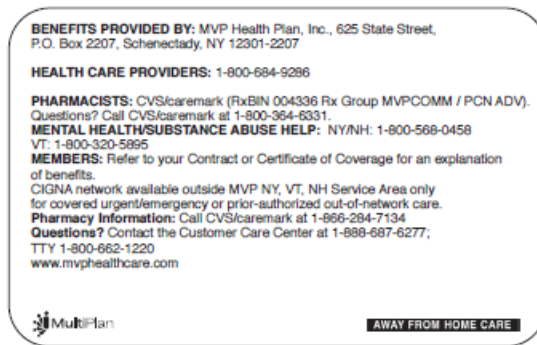 BENEFITS PROVIDED BY: MVP Health Plan, Inc., 625 State Street,
P.O. Box 2207, Schenectady, NY 12301-2207
HEALTH CARE PROVIDERS: 1-800-684-9286
PHARMACISTS: CVS/caremark (RxBIN 004336 Rx Group MVPCOMM / PCN ADV).
Questions? Call CVS/caremark at 1-800-364-6331.
MENTAL HEALTH/SUBSTANCE ABUSE HELP: NY/NH: 1-800-568-0458
VT: 1-800-320-5895
MEMBERS: Refer to your Contract or Certificate of Coverage for an explanation
of benefits.
CIGNA network available outside MVP NY, VT, NH Service Area only
for covered urgent/emergency or prior-authorized out-of-network care.
Pharmacy Information: Call CVS/caremark at 1-866-284-7134
Questions? Contact the Customer Care Center at 1-888-687-6277;
TTY 1-800-662-1220
www.mvphealthcare.com
MultiPlan
AWAY FROM HOME CARE